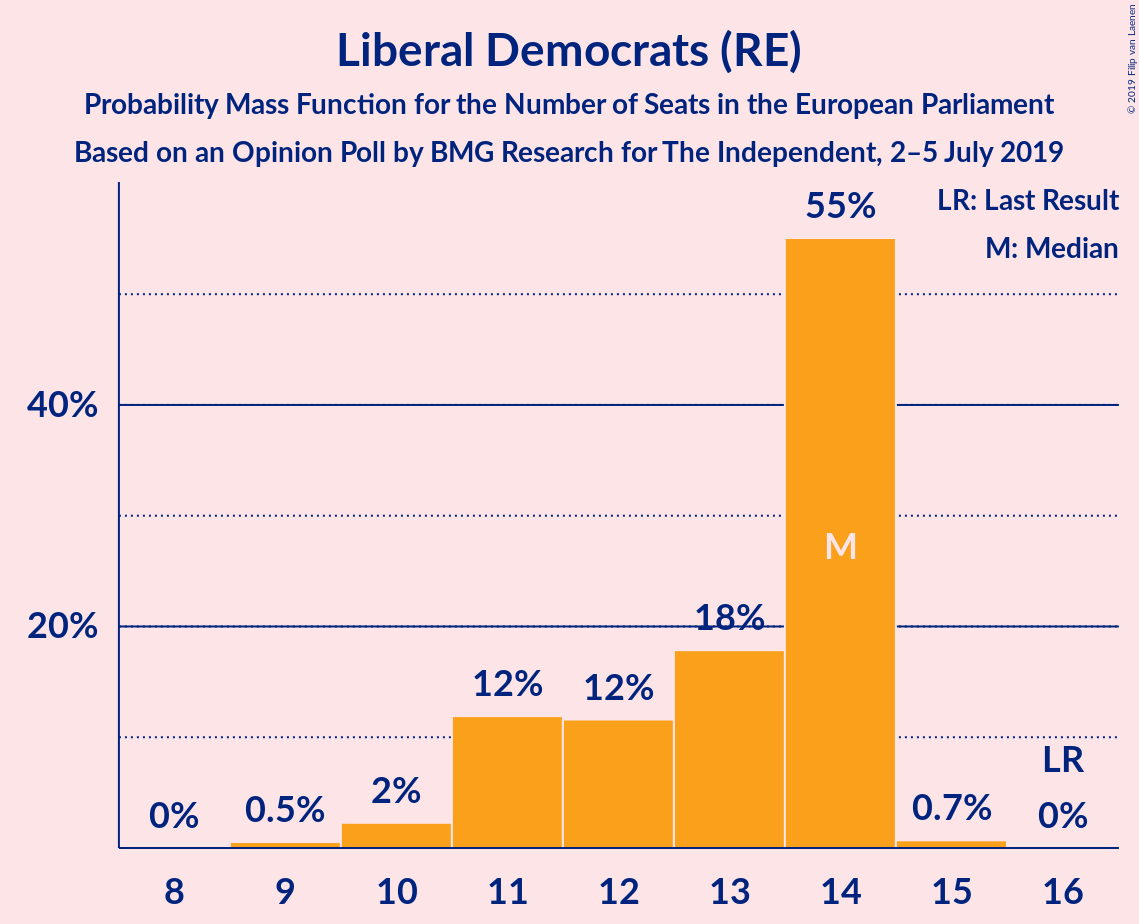 Liberal Democrats (RE)
Probability Mass Function for the Number of Seats in the European Parliament
Based on an Opinion Poll by BMG Research for The Independent, 2–5 July 2019
© 2019 Filip van Laenen
LR: Last Result
M: Median
40%
20%
0%
0.5%
2%
12%
12%
18%
55%
M
0.7%
LR
0%
8
9
10
11
12
13
14
15
16